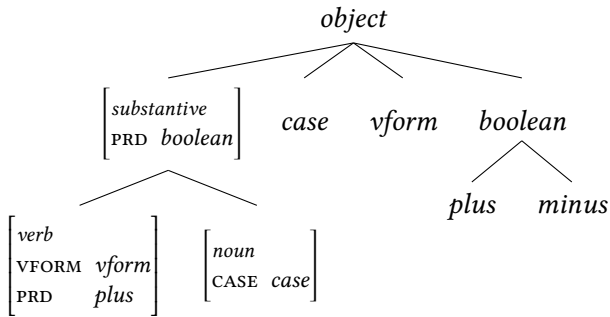 object
substantive
PRD boolean
case
vform
boolean
plus
minus
verb
VFORM vform
PRD plus
noun
CASE case